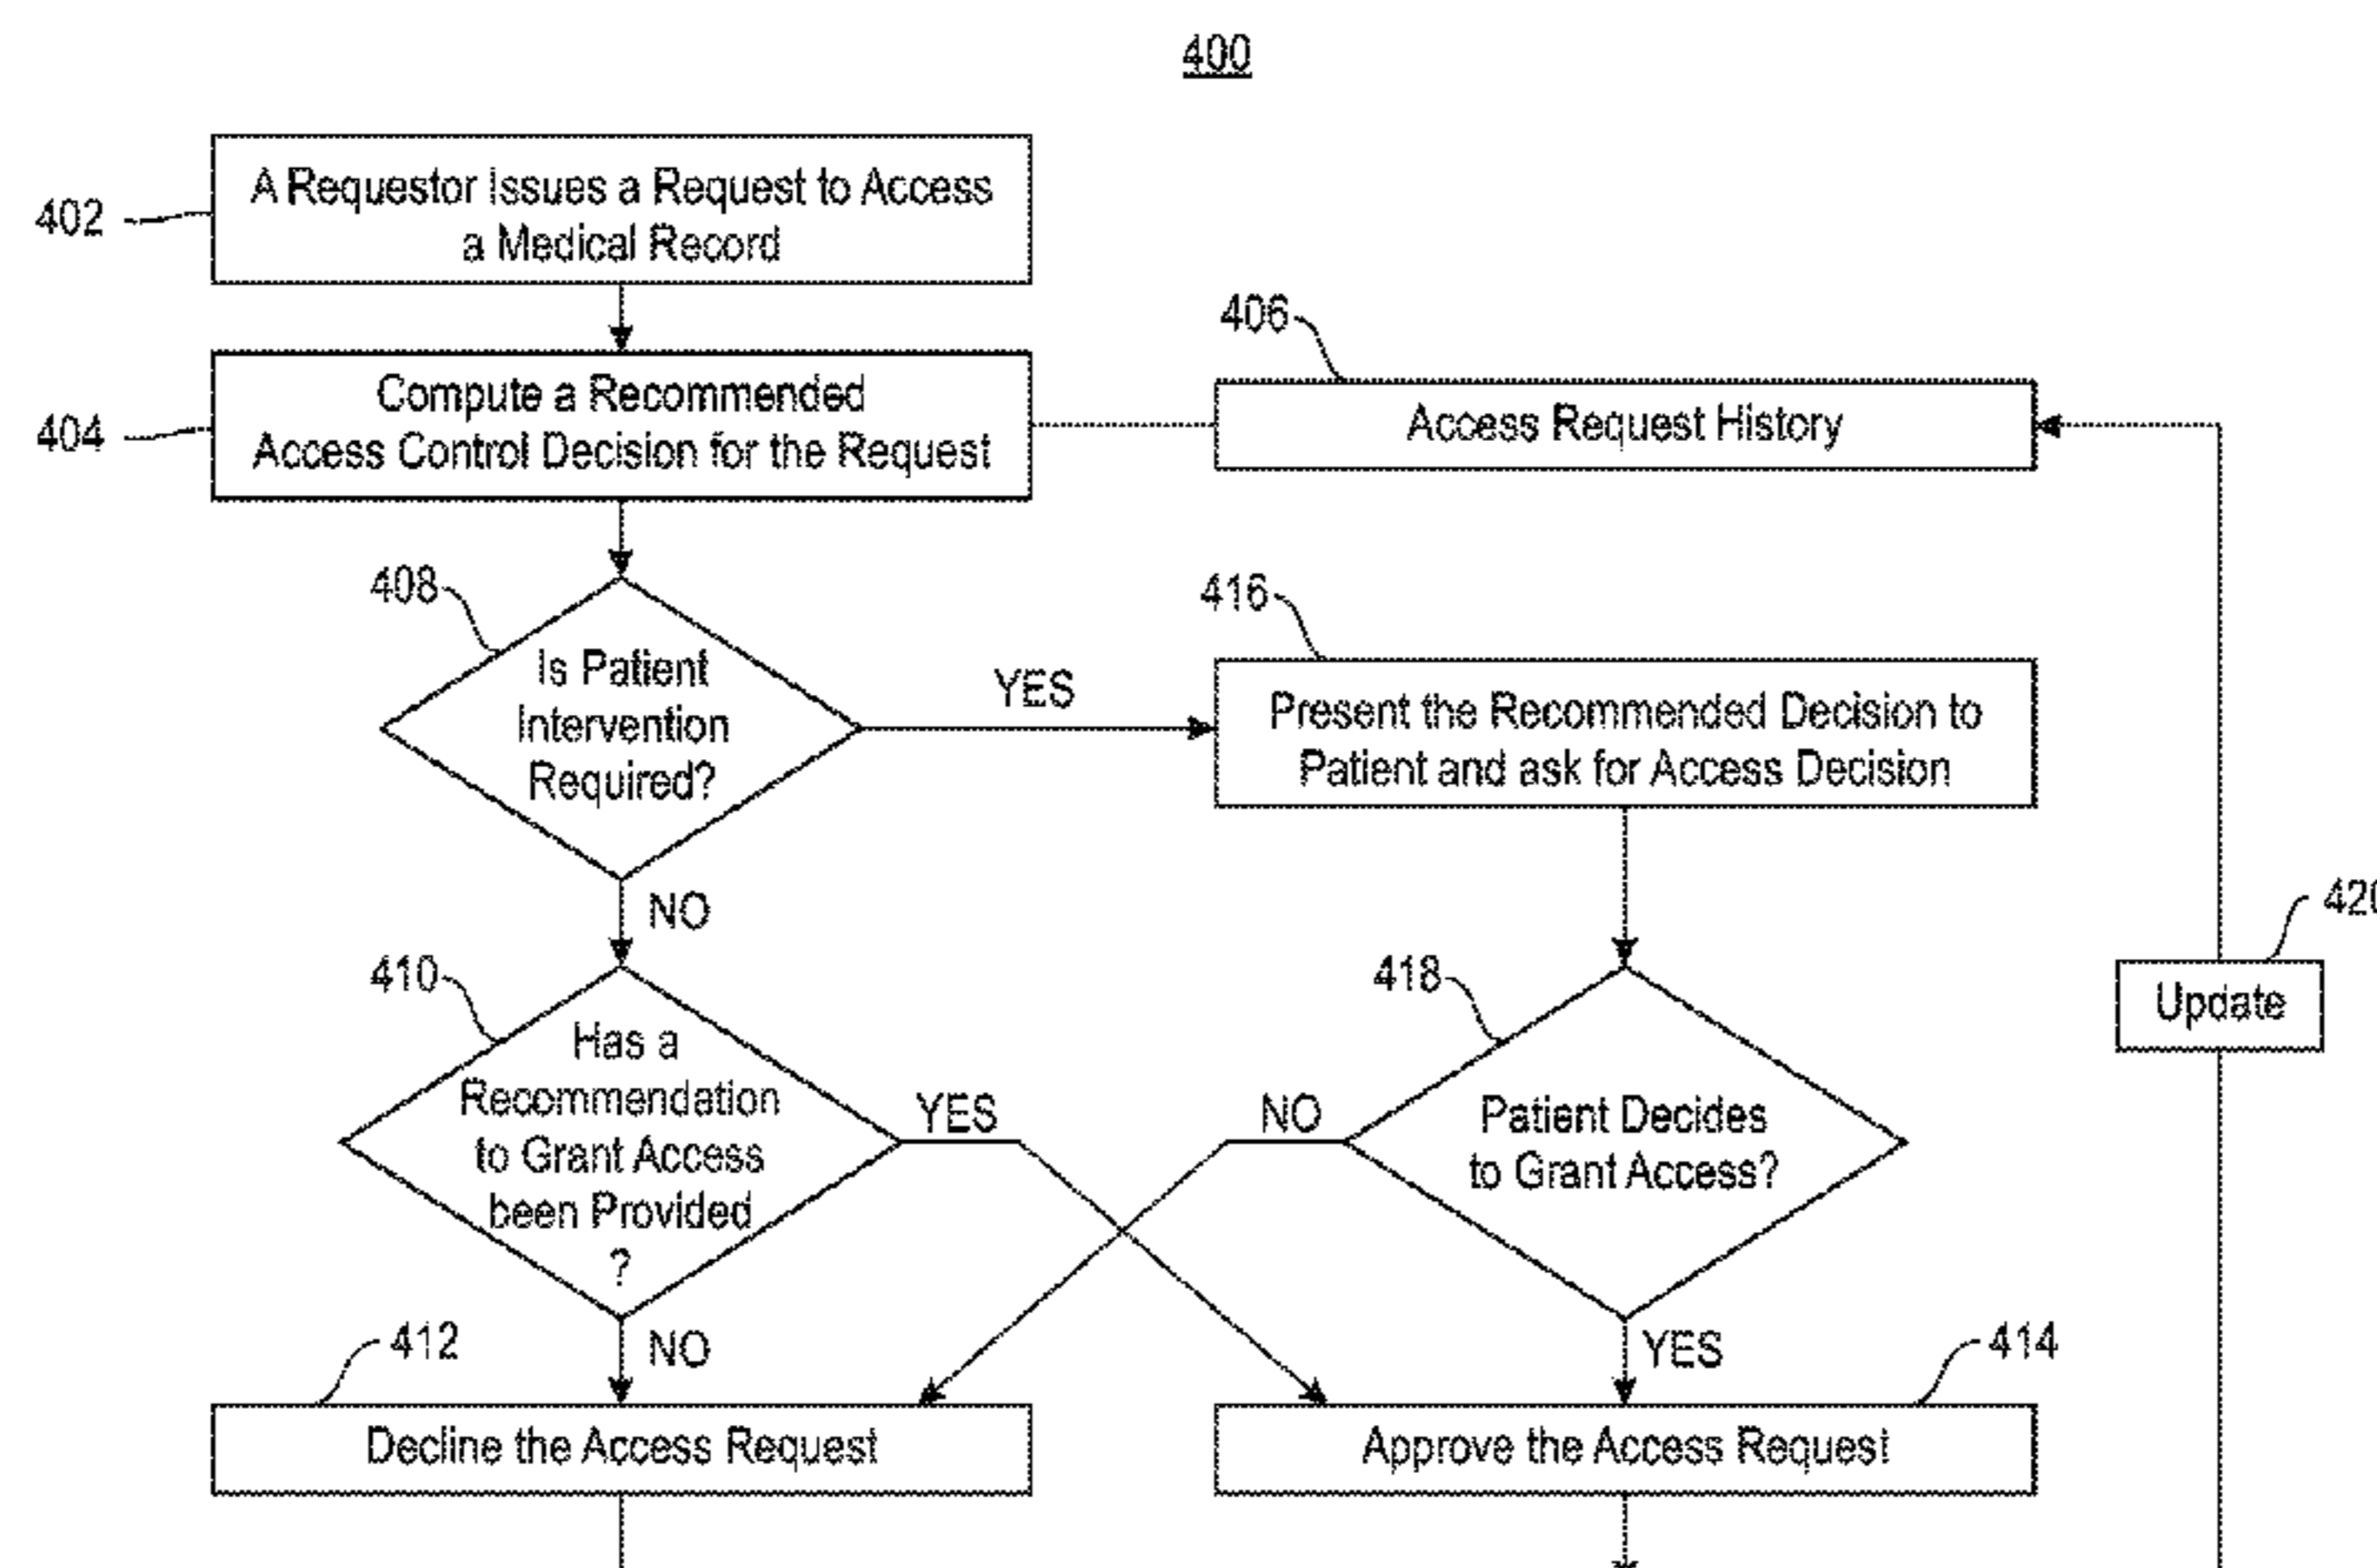 400
402
A Requestor Issues a Request to Access
a Medical Record
404
Compute a Recommended
Access Control Decision for the Request
406
Access Request History
408
Is Patient
Intervention
Required?
YES
416
Present the Recommended Decision to
Patient and ask for Access Decision
NO
420
Update
410
Has a
Recommendation
to Grant Access
been Provided
?
YES
418
Patient Decides
to Grant Access?
NO
412
NO
Decline the Access Request
YES
414
Approve the Access Request